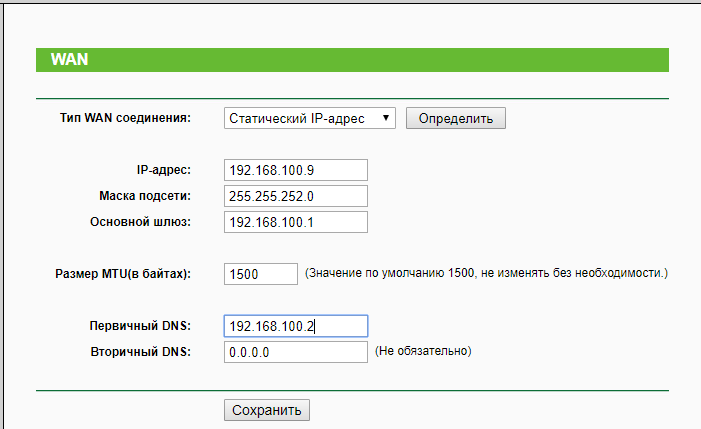 WAN
Тип WAN соединения: Статический IP-адрес Определить
IP-адрес: 192.168.100.9
Маска подсети: 255.255.252.0
Основной шлюз: 192.168.100.1
Размер MTU(в байтах): 1500 (Значение по умолчанию 1500, не изменять без необходимости.)
Первичный DNS: 192.168.100.2
Вторичный DNS: 0.0.0.0 (Не обязательно)
Сохранить